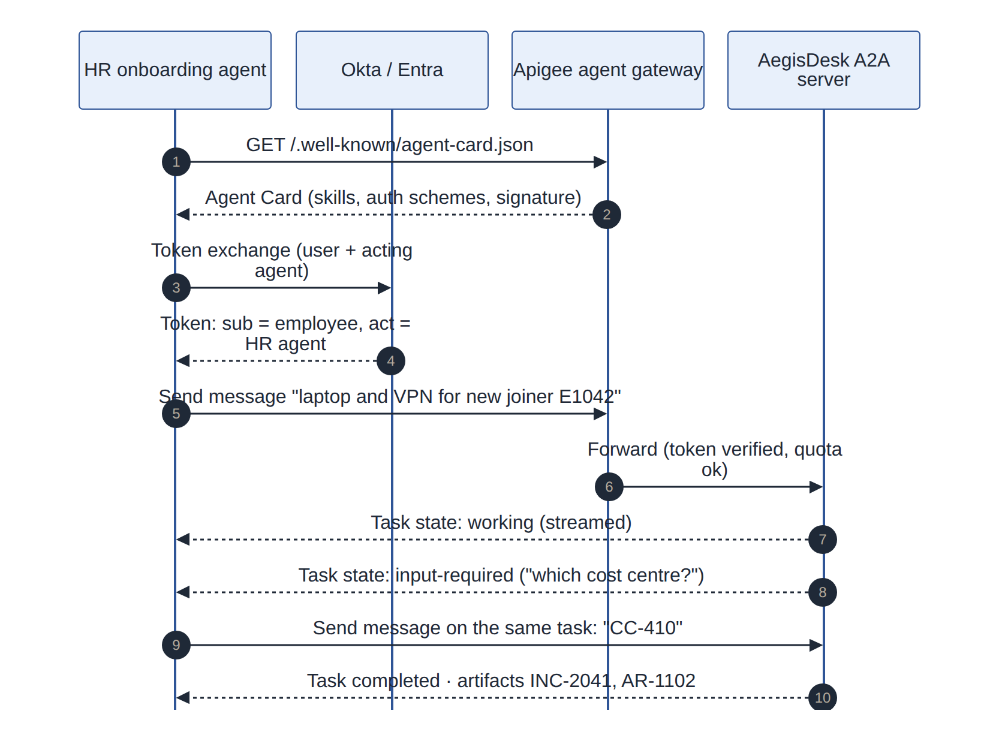 HR onboarding agent
Okta / Entra
Apigee agent gateway
AegisDesk A2A
server
GET /.well-known/agent-card.json
1
Agent Card (skills, auth schemes, signature)
2
Token exchange (user + acting
agent)
3
Token: sub = employee, act =
HR agent
4
Send message "laptop and VPN for new joiner E1042"
5
Forward (token verified, quota
ok)
6
Task state: working (streamed)
7
Task state: input-required ("which cost centre?")
8
Send message on the same task: "CC-410"
9
Task completed · artifacts INC-2041, AR-1102
10